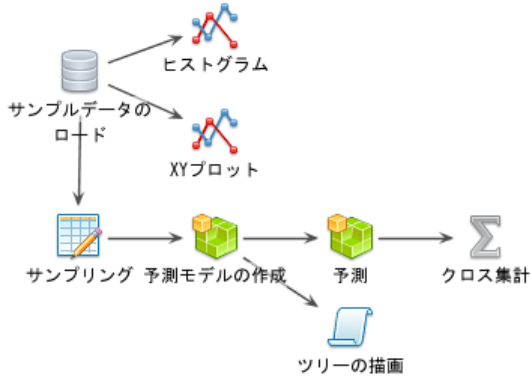 ヒストグラム
サンプルデータの
ロード
XYプロット
サンプリング
予測モデルの作成
予測
クロス集計
ツリーの描画